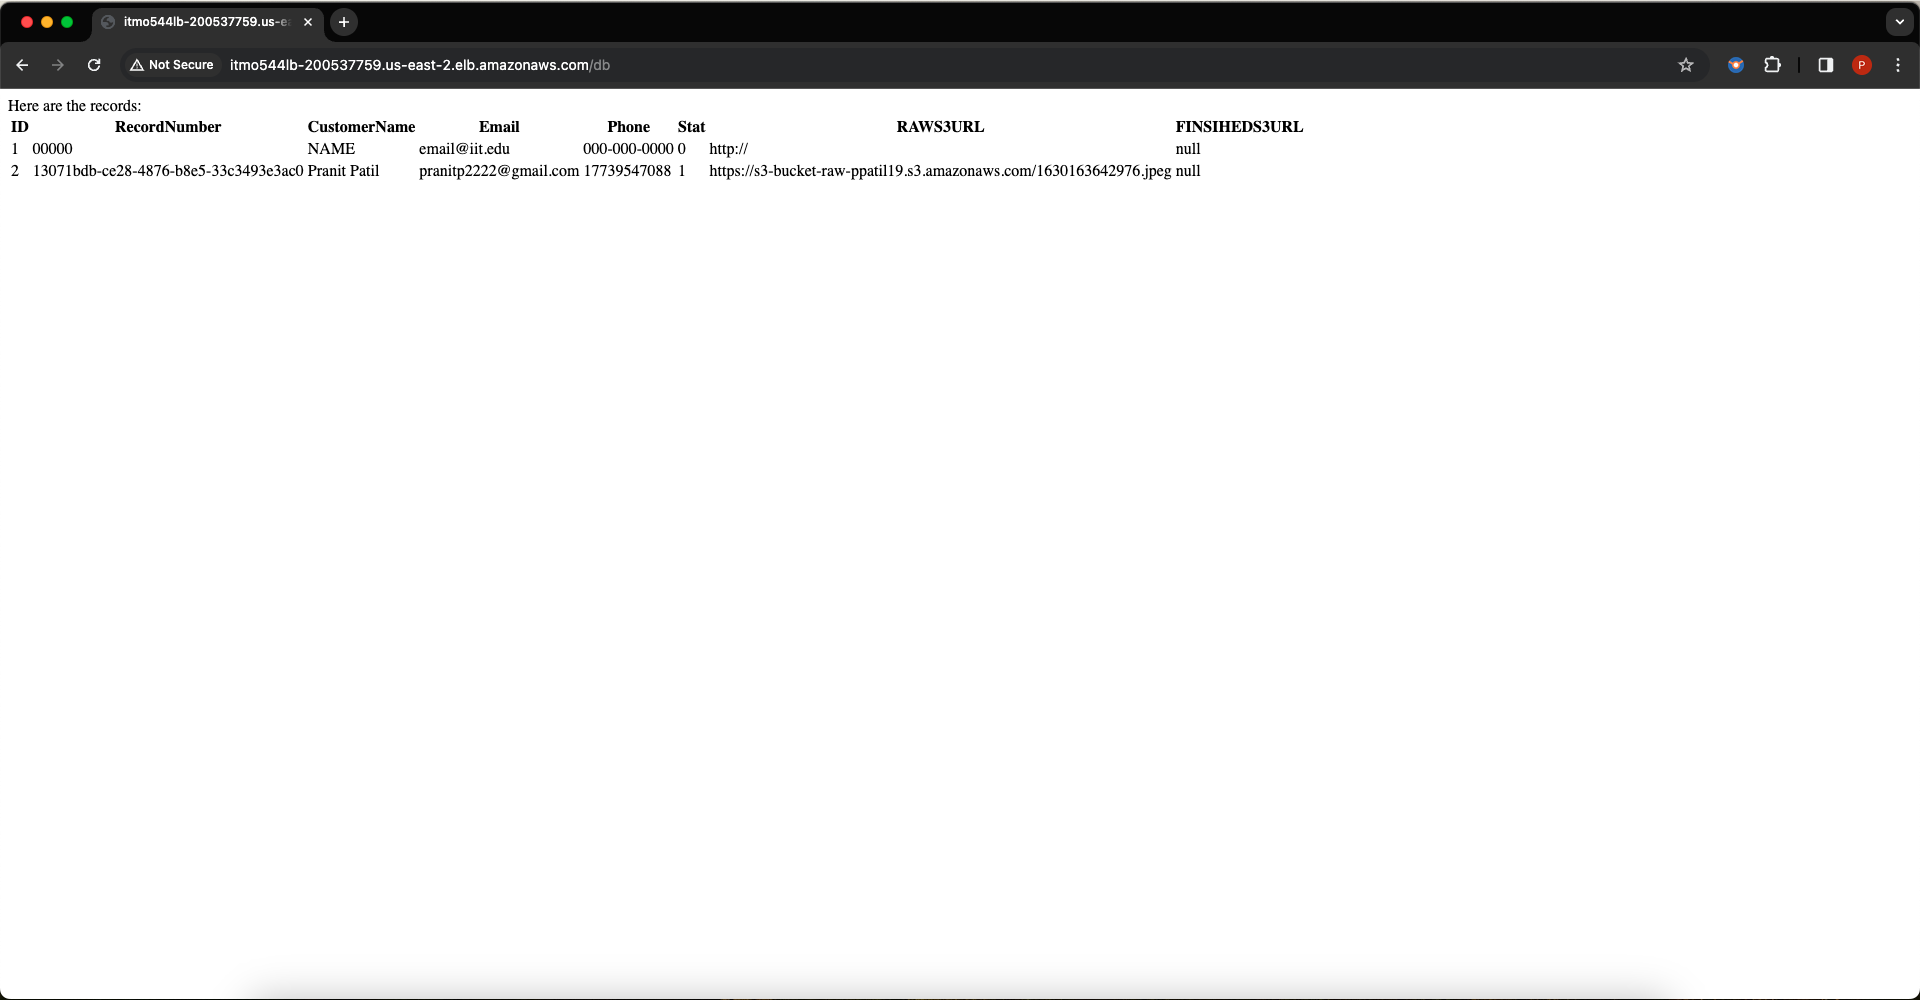 itmo544lb-200537759.us-ea
Not Secure itmo544lb-200537759.us-east-2.elb.amazonaws.com/db P
Here are the records:
ID RecordNumber CustomerName Email Phone Stat RAWS3URL FINSIHEDS3URL
1 00000 NAME email@iit.edu 000-000-0000 0 http:// null
2 13071bdb-ce28-4876-b8e5-33c3493e3ac0 Pranit Patil pranitp2222@gmail.com 17739547088 1 https://s3-bucket-raw-ppatil19.s3.amazonaws.com/1630163642976.jpeg null